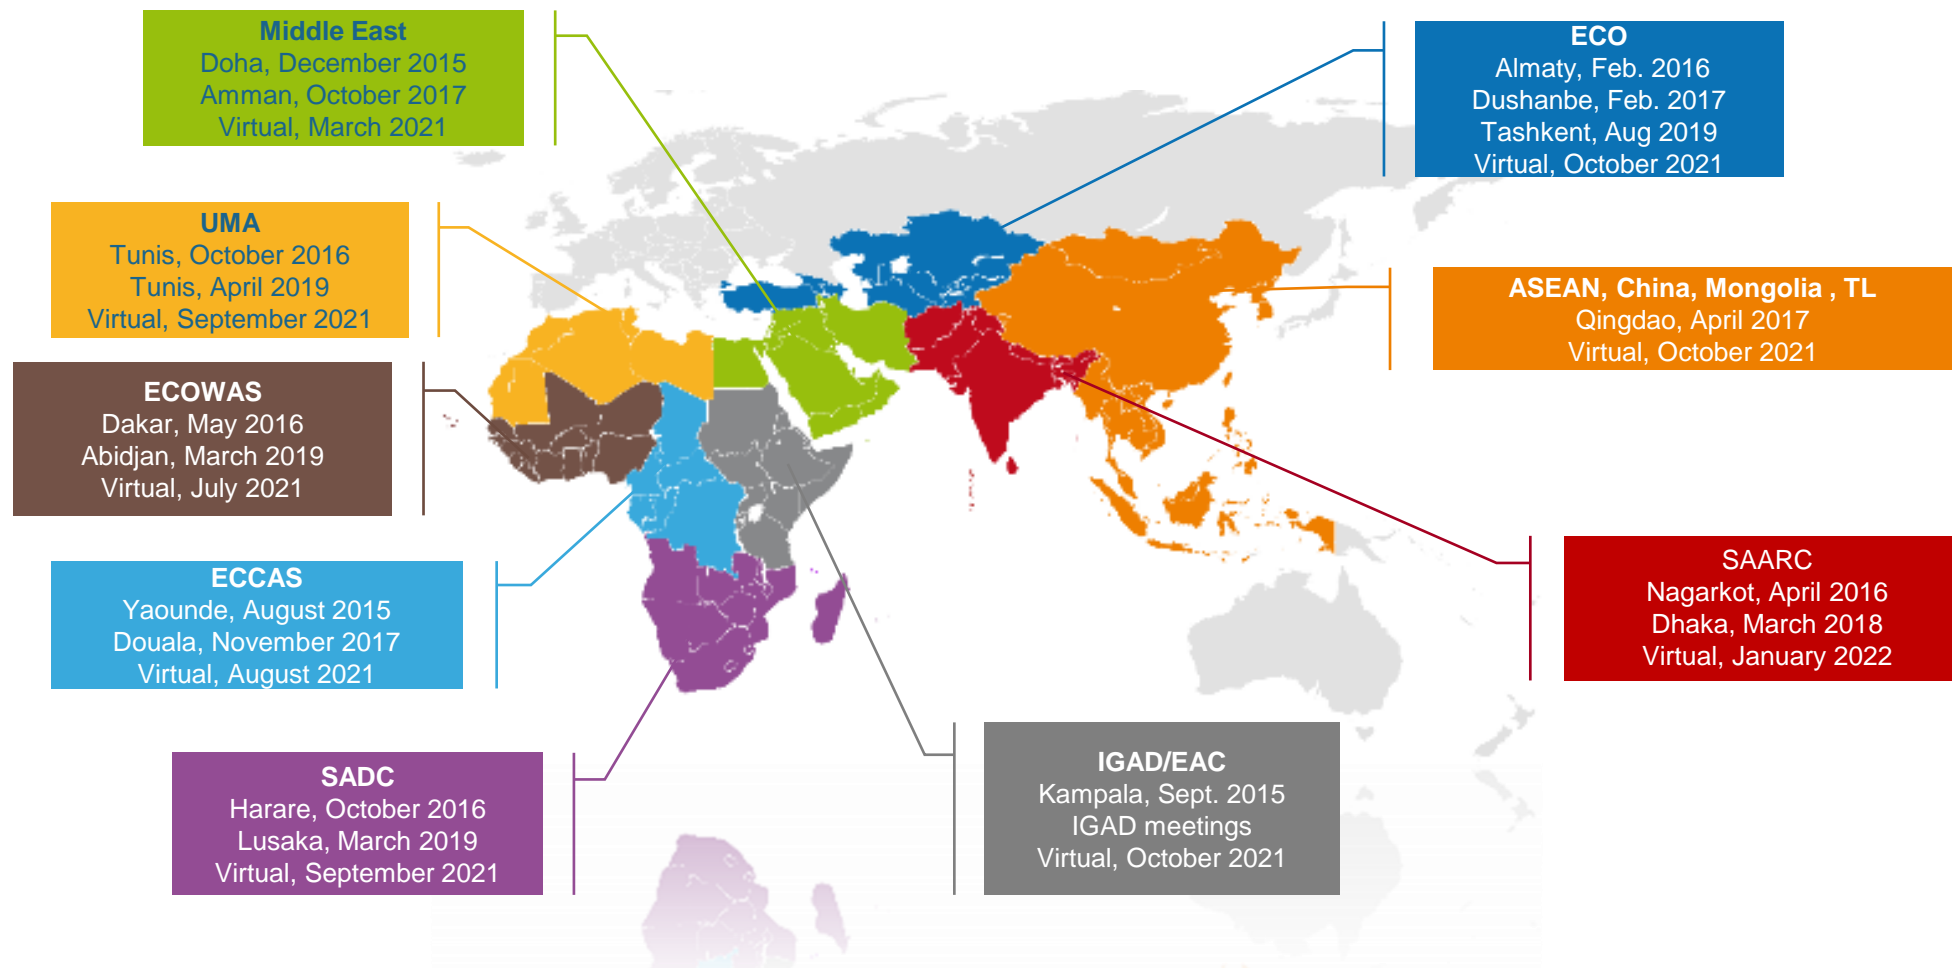 Middle East
Doha, December 2015
Amman, October 2017
Virtual, March 2021
ECO
Almaty, Feb. 2016
Dushanbe, Feb. 2017
Tashkent, Aug 2019
Virtual, October 2021
UMA
Tunis, October 2016
Tunis, April 2019
Virtual, September 2021
ASEAN, China, Mongolia , TL
Qingdao, April 2017
Virtual, October 2021
ECOWAS
Dakar, May 2016
Abidjan, March 2019
Virtual, July 2021
ECCAS
Yaounde, August 2015
Douala, November 2017
Virtual, August 2021
SAARC
Nagarkot, April 2016
Dhaka, March 2018
Virtual, January 2022
SADC
Harare, October 2016
Lusaka, March 2019
Virtual, September 2021
IGAD/EAC
Kampala, Sept. 2015
IGAD meetings
Virtual, October 2021